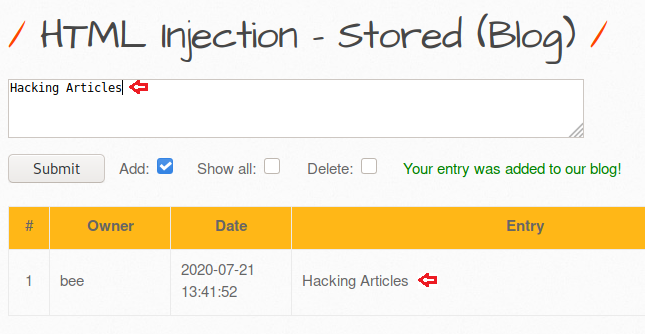 / HTML Injection - Stored (Blog) /
Hacking Articles
Submit Add: Show all: Delete: Your entry was added to our blog!
# Owner Date Entry
1 bee 2020-07-21 13:41:52 Hacking Articles